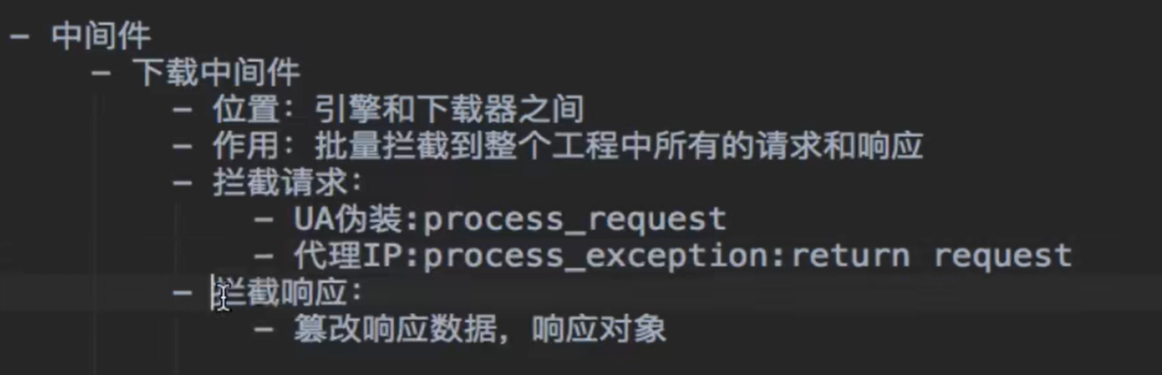 - 中间件
- 下载中间件
- 位置：引擎和下载器之间
- 作用：批量拦截到整个工程中所有的请求和响应
- 拦截请求：
- UA伪装:process_request
- 代理IP:process_exception:return request
- 拦截响应：
- 篡改响应数据，响应对象